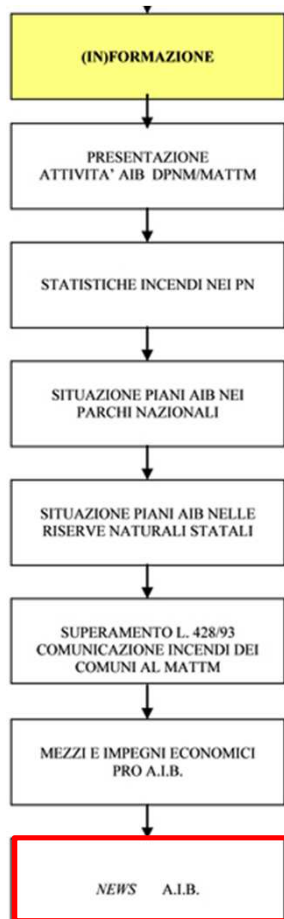 (IN)FORMAZIONE
PRESENTAZIONE
ATTIVITA’ AIB DPNM/MATTM
STATISTICHE INCENDI NEI PN
SITUAZIONE PIANI AIB NEI
PARCHI NAZIONALI
SITUAZIONE PIANI AIB NELLE
RISERVE NATURALI STATALI
SUPERAMENTO L. 428/93
COMUNICAZIONE INCENDI DEI
COMUNI AL MATTM
MEZZI E IMPEGNI ECONOMICI
PRO A.I.B.
NEWS A.I.B.